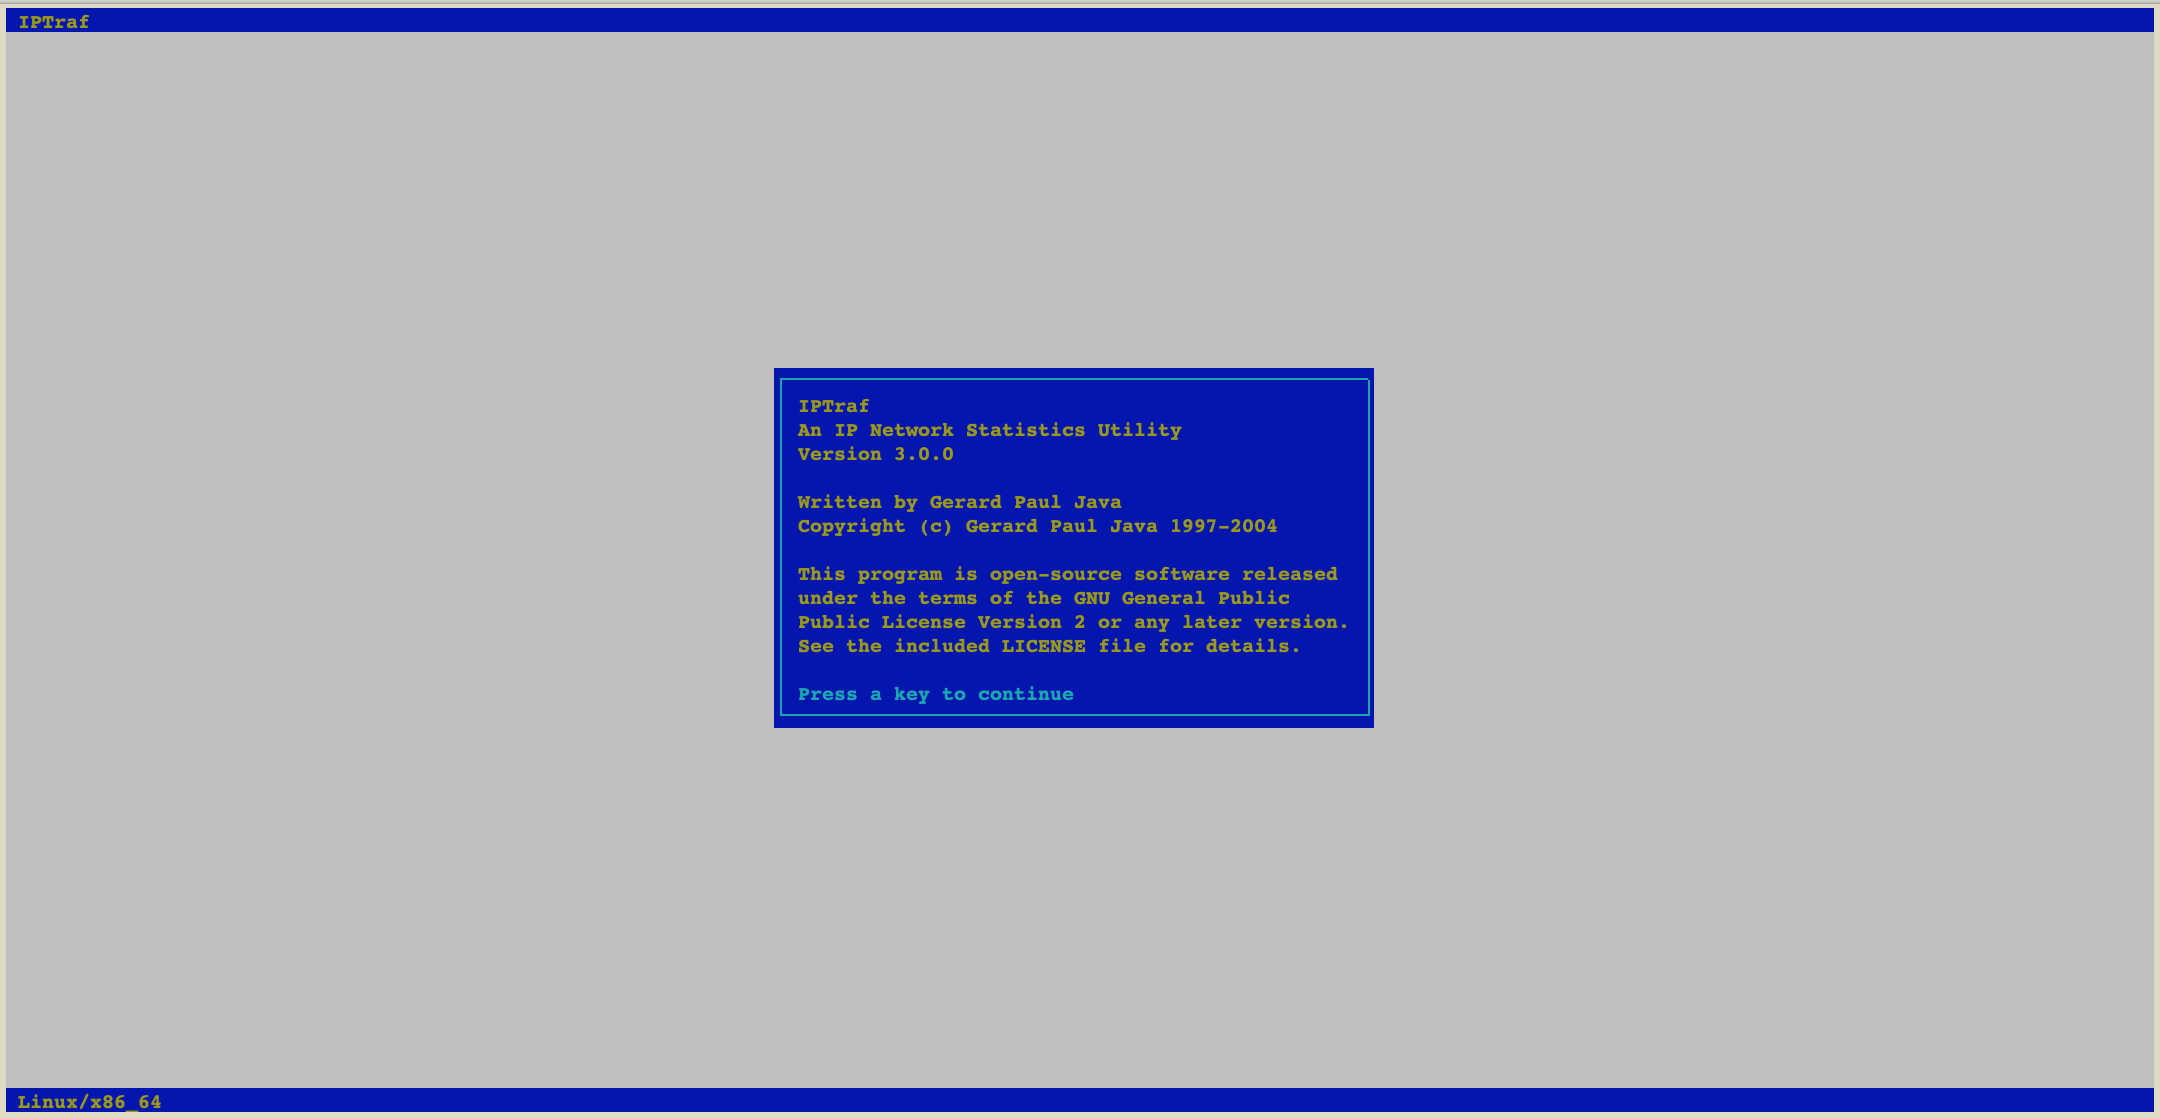 IPTraf
IPTraf
An IP Network Statistics Utility
Version 3.0.0
Written by Gerard Paul Java
Copyright (c) Gerard Paul Java 1997-2004
This program is open-source software released
under the terms of the GNU General Public
Public License Version 2 or any later version.
See the included LICENSE file for details.
Press a key to continue
Linux/x86_64